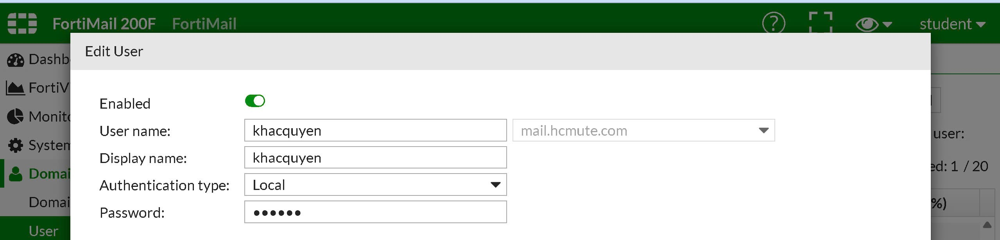 FortiMail 200F FortiMail student
Edit User
Dashb
FortiV
Monito
System
Domai
Domai
User
Enabled
User name: khacquyen mail.hcmute.com
Display name: khacquyen
Authentication type: Local
Password: ••••••
user:
ed: 1 / 20
%)